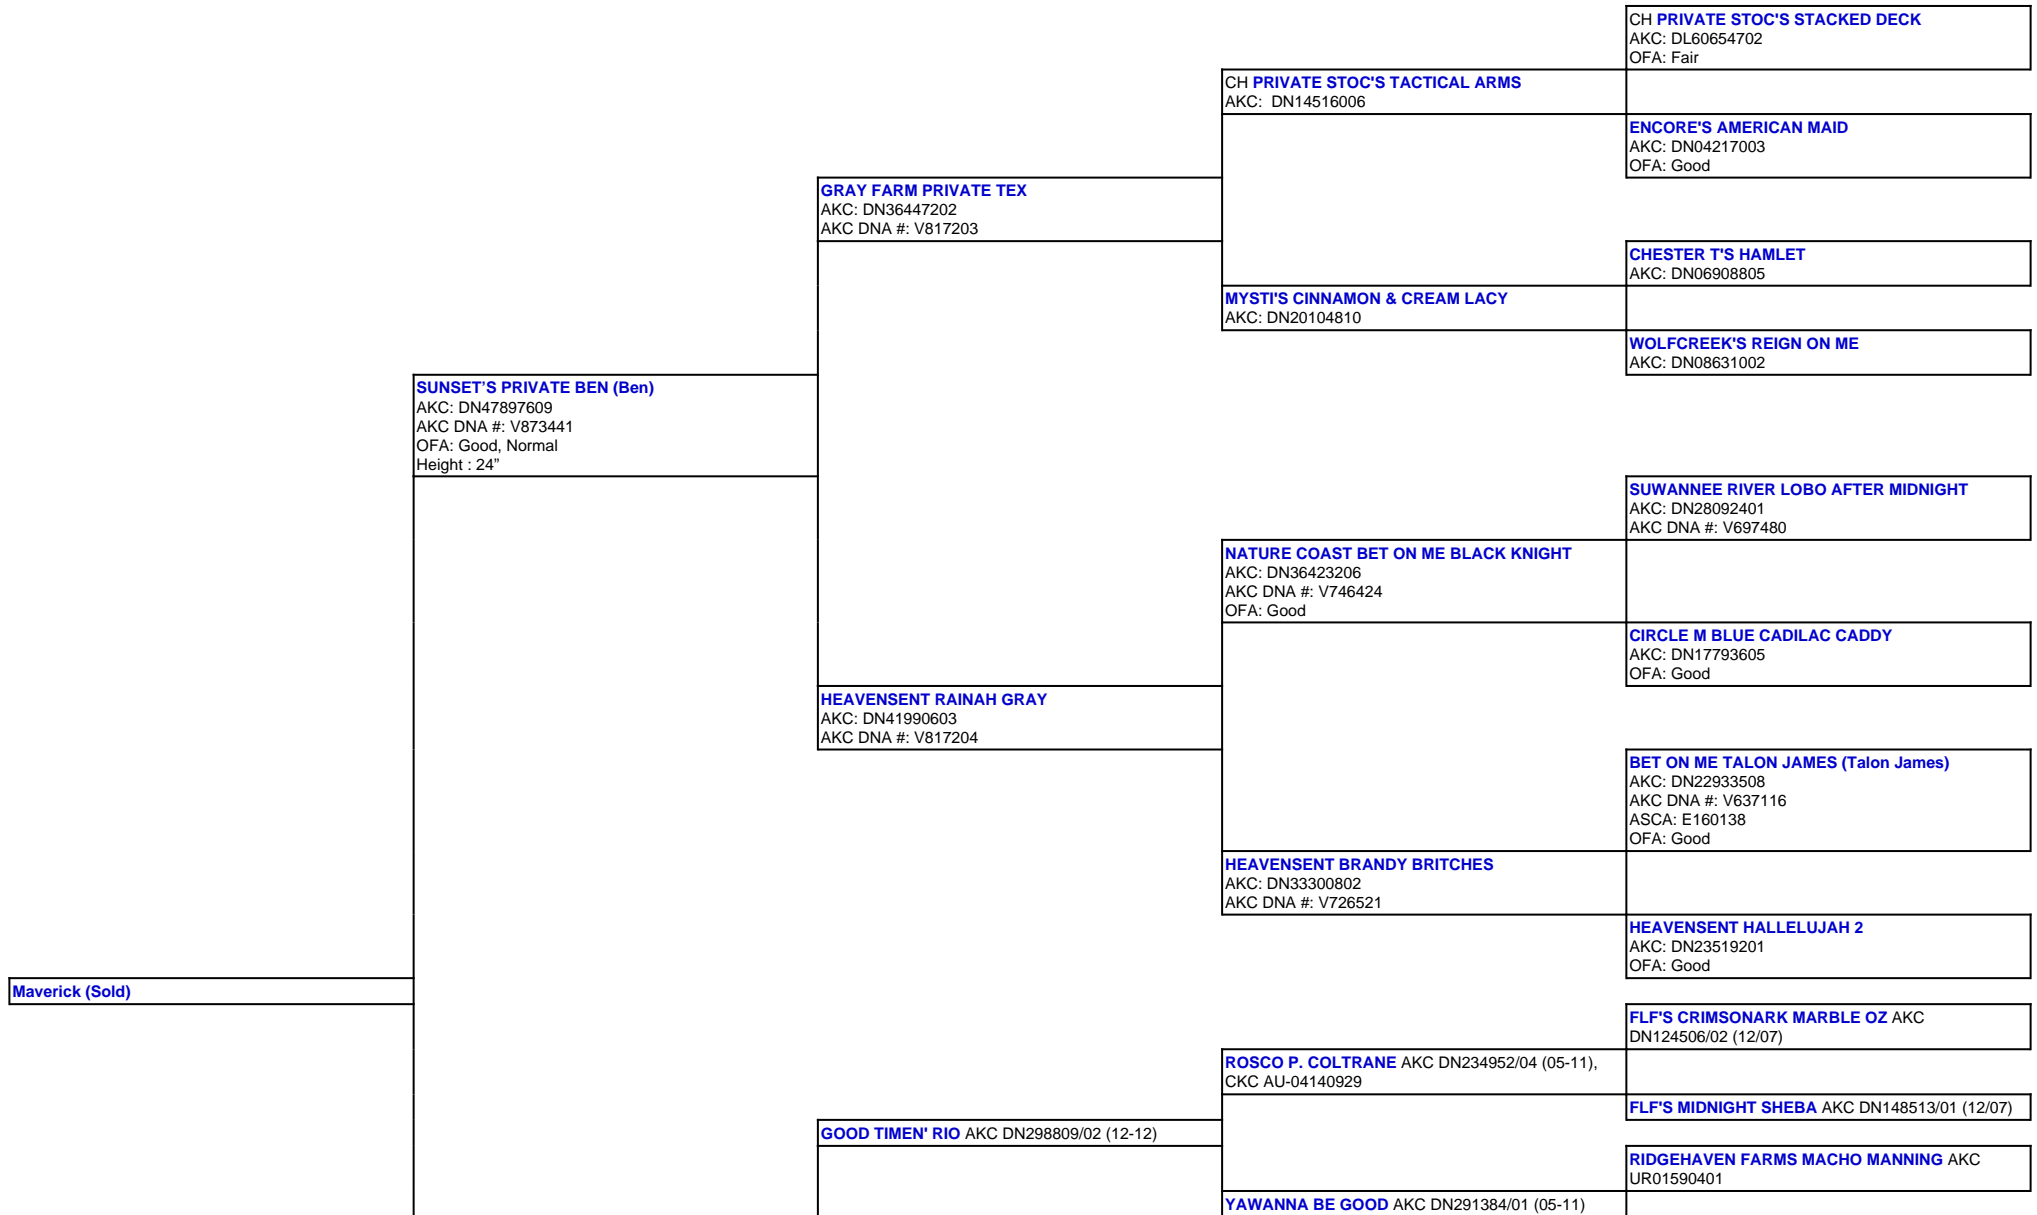 CH PRIVATE STOC'S STACKED DECK
AKC: DL60654702
OFA: Fair
CH PRIVATE STOC'S TACTICAL ARMS
AKC:  DN14516006
ENCORE'S AMERICAN MAID
AKC: DN04217003
OFA: Good
GRAY FARM PRIVATE TEX
AKC: DN36447202
AKC DNA #: V817203
CHESTER T'S HAMLET
AKC: DN06908805
MYSTI'S CINNAMON & CREAM LACY
AKC: DN20104810
WOLFCREEK'S REIGN ON ME
AKC: DN08631002
SUNSET’S PRIVATE BEN (Ben)
AKC: DN47897609
AKC DNA #: V873441
OFA: Good, Normal
Height : 24”
SUWANNEE RIVER LOBO AFTER MIDNIGHT
AKC: DN28092401
AKC DNA #: V697480
NATURE COAST BET ON ME BLACK KNIGHT
AKC: DN36423206
AKC DNA #: V746424
OFA: Good
CIRCLE M BLUE CADILAC CADDY
AKC: DN17793605
OFA: Good
HEAVENSENT RAINAH GRAY
AKC: DN41990603
AKC DNA #: V817204
BET ON ME TALON JAMES (Talon James)
AKC: DN22933508
AKC DNA #: V637116
ASCA: E160138
OFA: Good
HEAVENSENT BRANDY BRITCHES
AKC: DN33300802
AKC DNA #: V726521
HEAVENSENT HALLELUJAH 2
AKC: DN23519201
OFA: Good
Maverick (Sold)
FLF'S CRIMSONARK MARBLE OZ AKC
DN124506/02 (12/07)
ROSCO P. COLTRANE AKC DN234952/04 (05-11),
CKC AU-04140929
FLF'S MIDNIGHT SHEBA AKC DN148513/01 (12/07)
GOOD TIMEN' RIO AKC DN298809/02 (12-12)
RIDGEHAVEN FARMS MACHO MANNING AKC
UR01590401
YAWANNA BE GOOD AKC DN291384/01 (05-11)